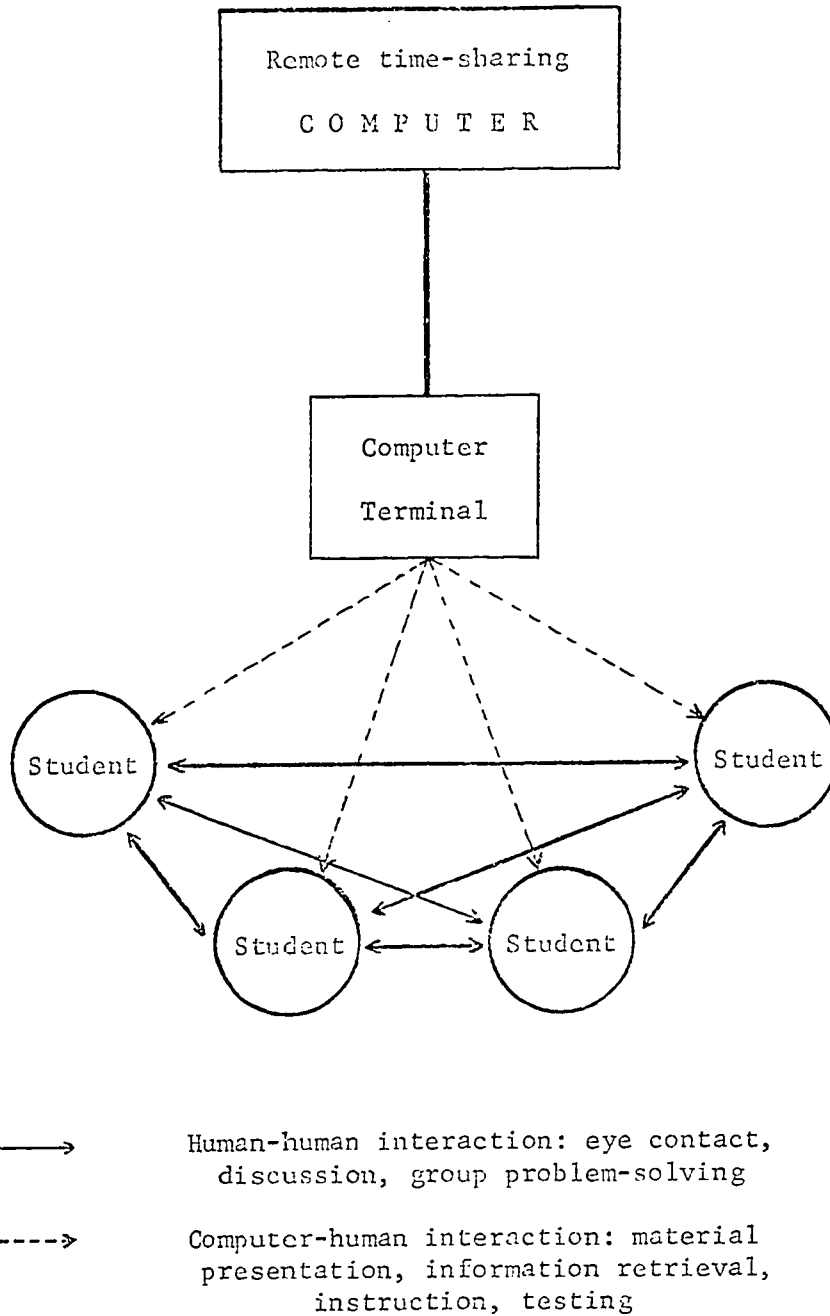 Remote time-sharing
C O M P U T E R
Computer
Terminal
Student
Student
Student
Student
Human-human interaction: eye contact,
discussion, group problem-solving
Computer-human interaction: material
presentation, information retrieval,
instruction, testing